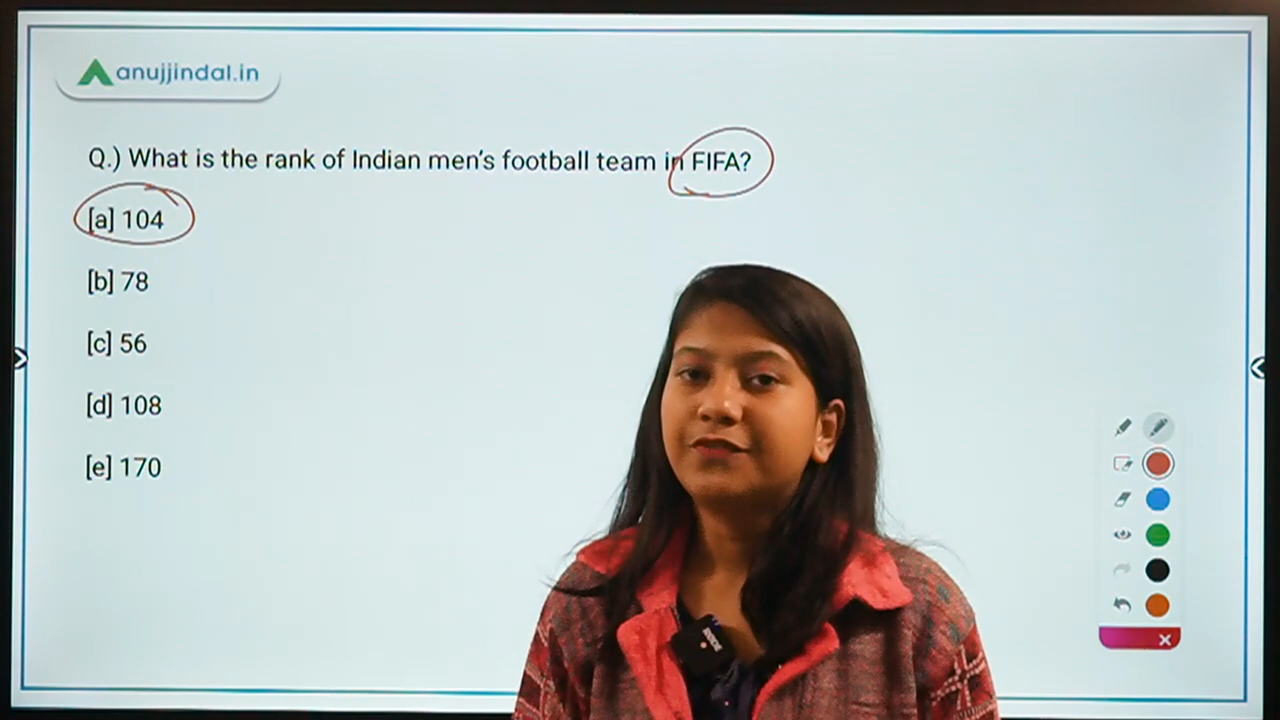 anujjindal.in
Q.) What is the rank of Indian men's football team in FIFA?
[a] 104
[b] 78
[c] 56
[d] 108
[e] 170